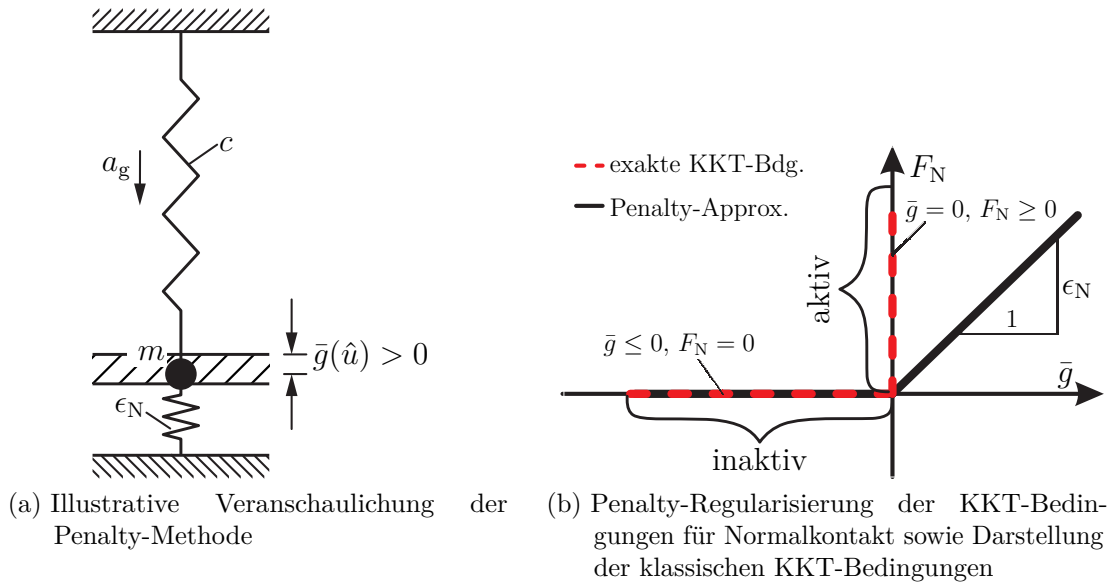 c
a_g
m
ḡ(û) > 0
ϵ_N
(a) Illustrative Veranschaulichung der
Penalty-Methode
exakte KKT-Bdg.
Penalty-Approx.
F_N
ḡ = 0, F_N ≥ 0
aktiv
ϵ_N
1
ḡ ≤ 0, F_N = 0
ḡ
inaktiv
(b) Penalty-Regularisierung der KKT-Bedin-
gungen für Normalkontakt sowie Darstellung
der klassischen KKT-Bedingungen